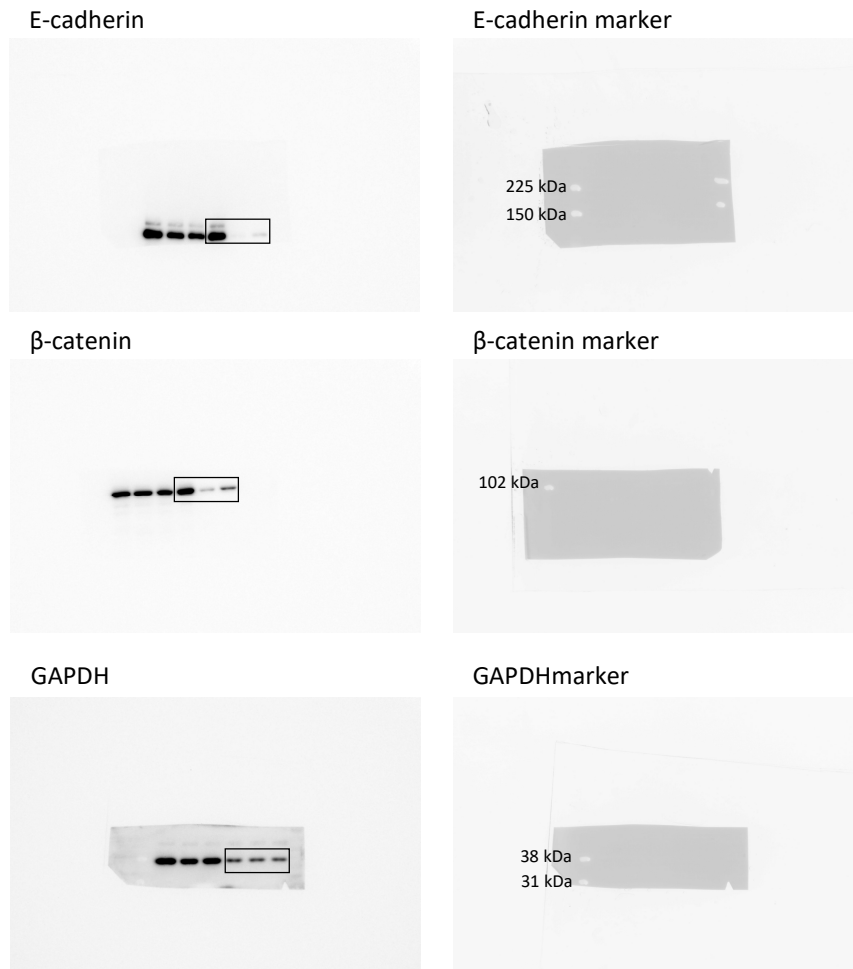 E-cadherin
E-cadherin marker
225 kDa
150 kDa
β-catenin
β-catenin marker
102 kDa
GAPDH
GAPDHmarker
38 kDa
31 kDa